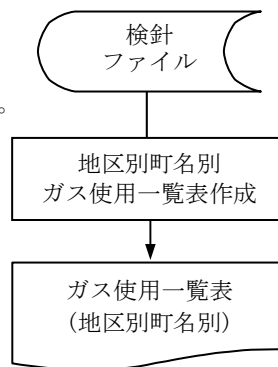 検針
ファイル
。
地区別町名別
ガス使用一覧表作成
ガス使用一覧表
(地区別町名別)